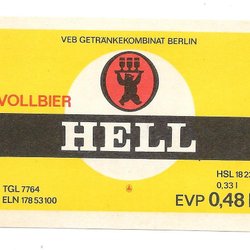 VEB GETRÄNKEKOMBINAT BERLIN
VOLLBIER
HELL
HSL 18 2
0,33 l
TGL 7764
ELN 178 53 100
EVP 0,48